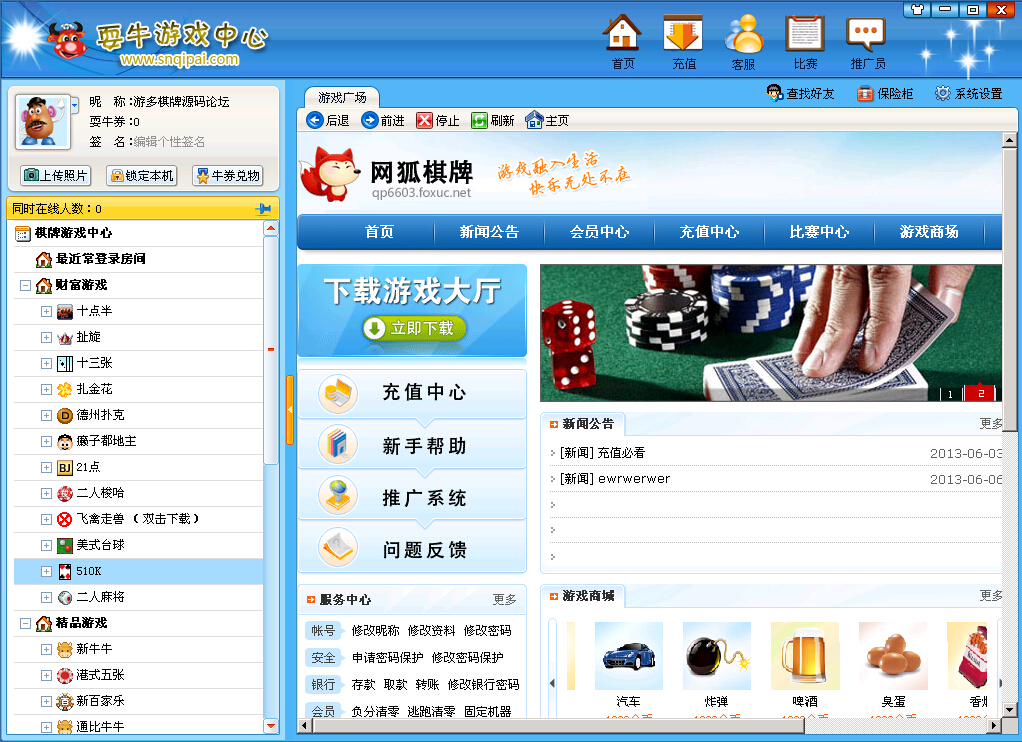 耍牛游戏中心
www.snqipai.com
首页 充值 客服 比赛 推广员
查找好友 保险柜 系统设置
昵 称:游多棋牌源码论坛
耍牛券:0
签 名:编辑个性签名
上传照片 锁定本机 牛券兑物
同时在线人数：0
棋牌游戏中心
最近常登录房间
财富游戏
十点半
扯旋
十三张
扎金花
D 德州扑克
癞子都地主
BJ 21点
二人梭哈
飞禽走兽 （双击下载）
美式台球
510K
二人麻将
精品游戏
新牛牛
港式五张
新百家乐
通比牛牛
游戏广场
后退 前进 停止 刷新 主页
网狐棋牌
qp6603.foxuc.net
游戏融入生活
快乐无处不在
首页 新闻公告 会员中心 充值中心 比赛中心 游戏商场
下载游戏大厅
立即下载
充值中心
新手帮助
推广系统
问题反馈
1 2
新闻公告 更多
[新闻] 充值必看 2013-06-03
[新闻] ewrwerwer 2013-06-06
服务中心 更多
帐号 修改昵称 修改资料 修改密码
安全 申请密码保护 修改密码保护
银行 存款 取款 转账 修改银行密码
会员 负分清零 逃跑清零 固定机器
游戏商城 更多
汽车 炸弹 啤酒 臭蛋 香烟